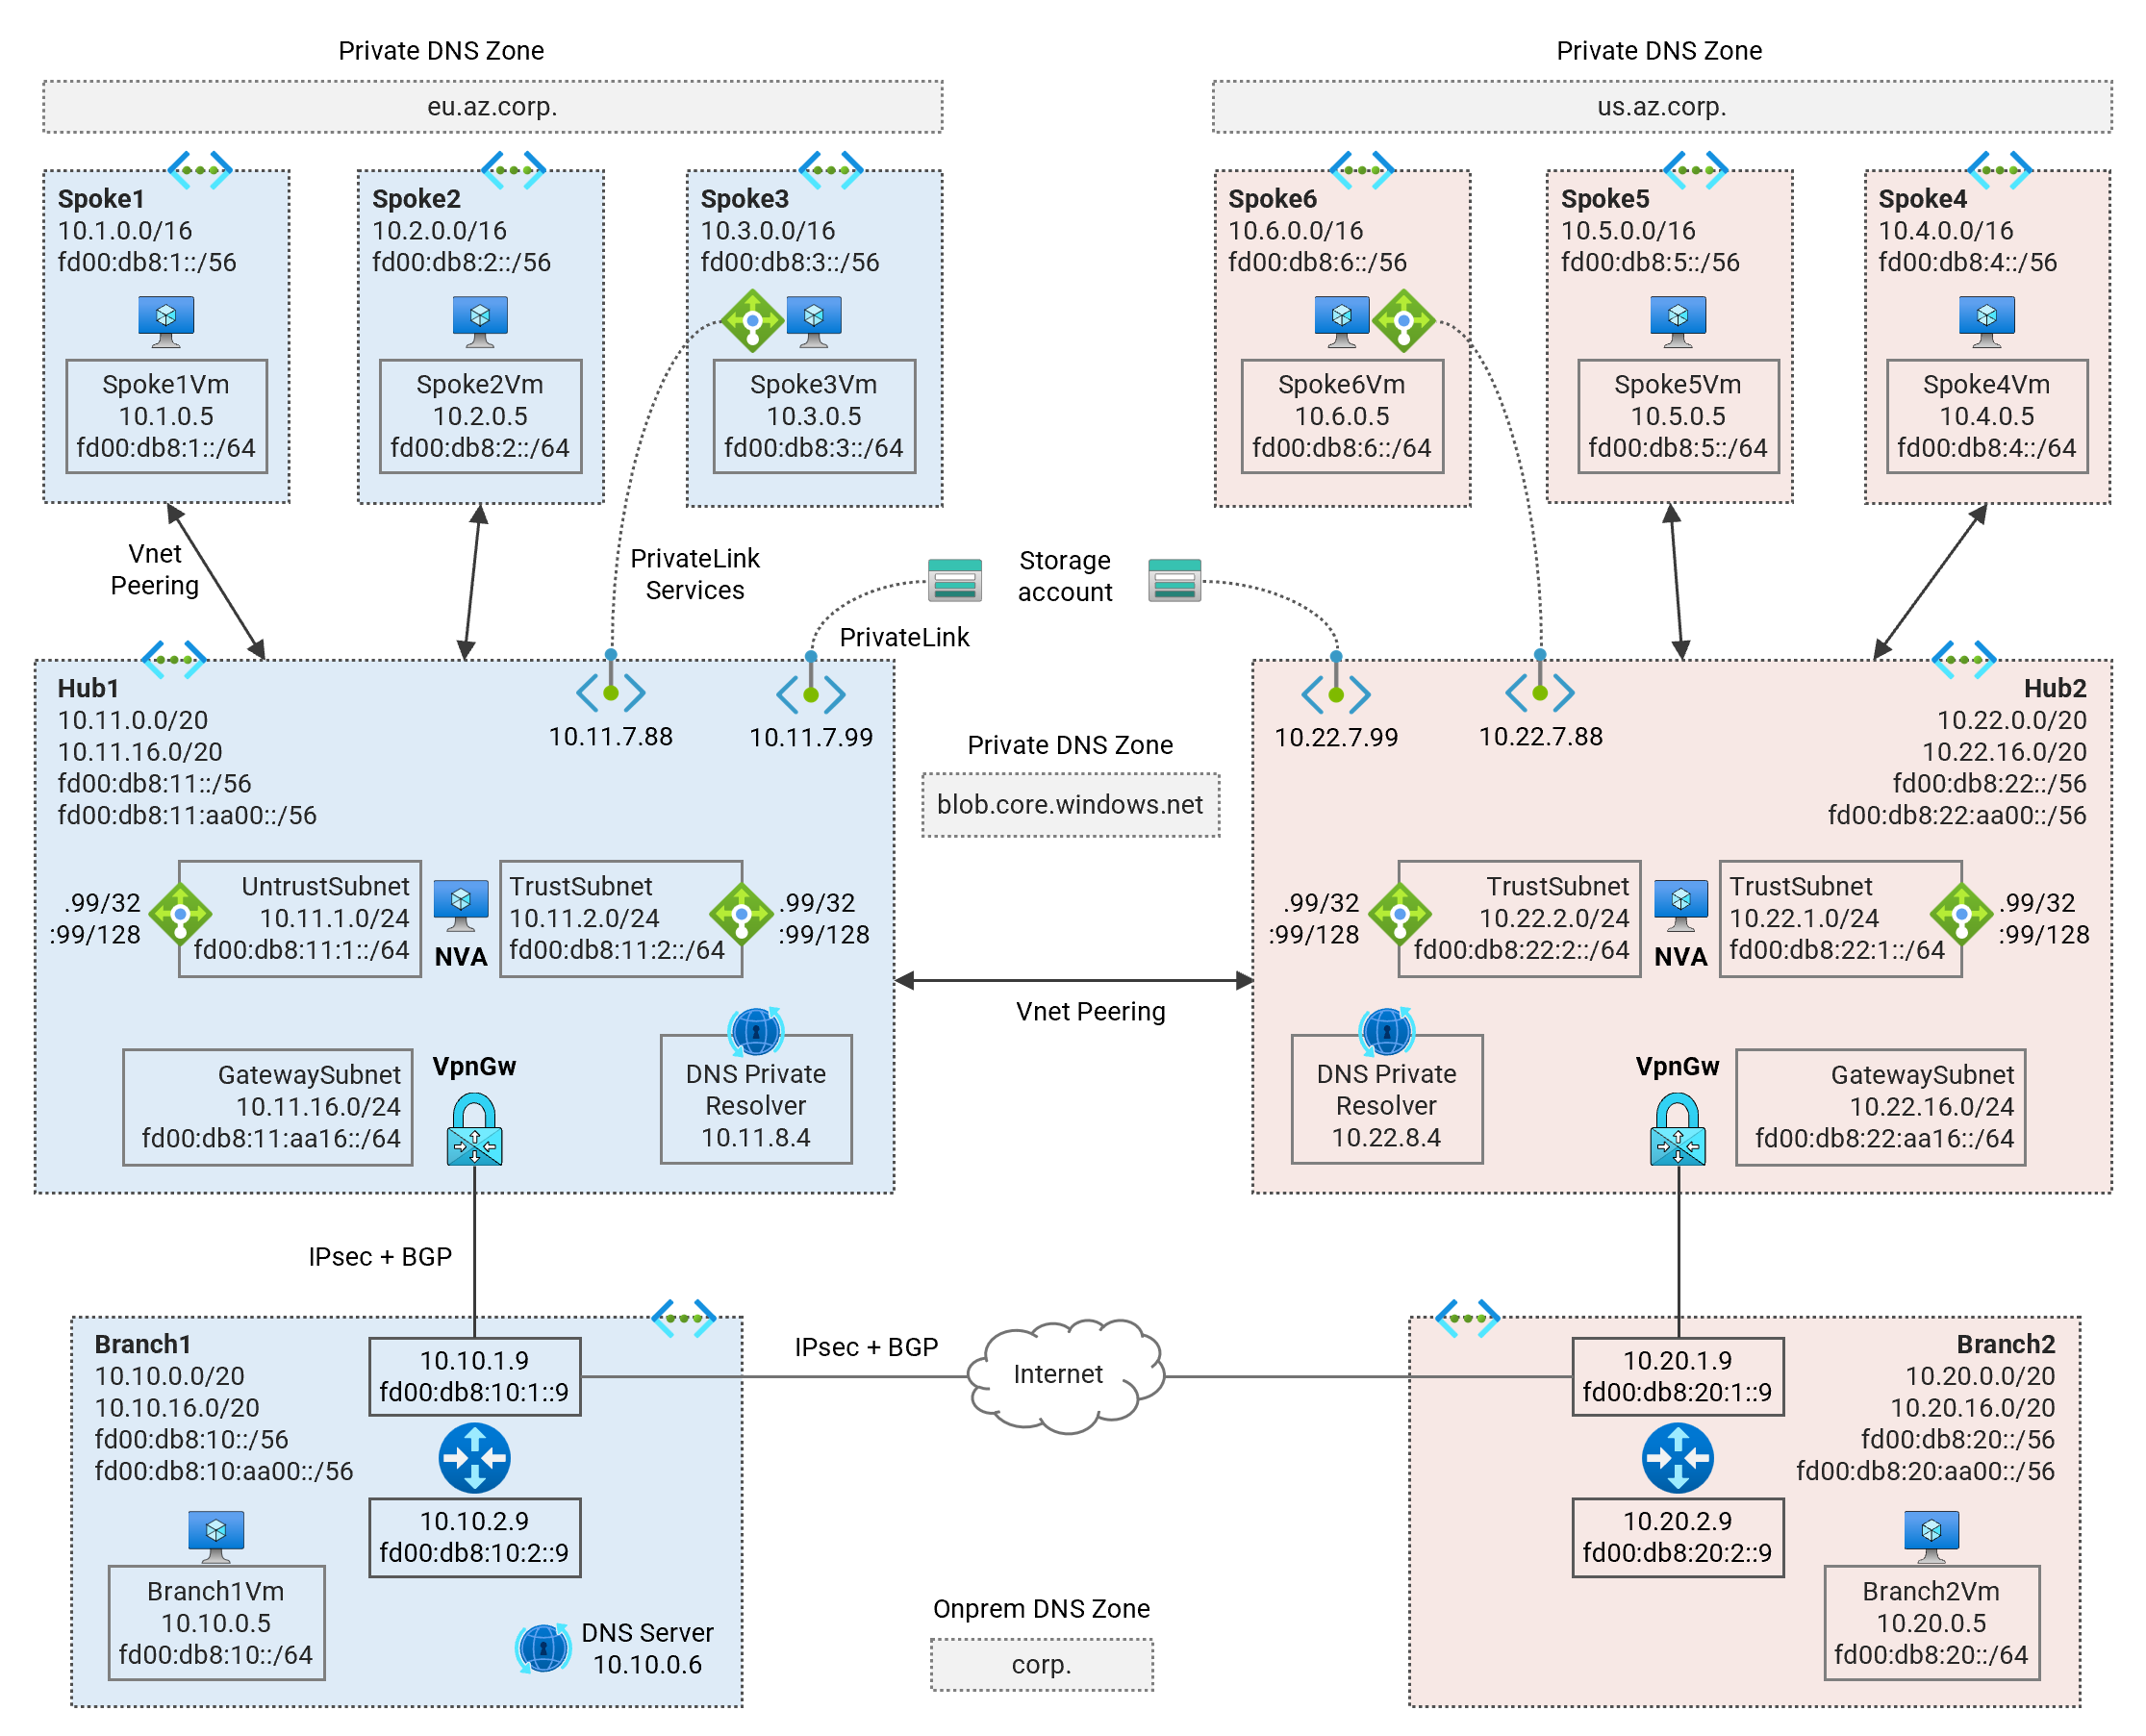 Private DNS Zone
eu.az.corp.
Private DNS Zone
us.az.corp.
Spoke1
10.1.0.0/16
fd00:db8:1::/56
Spoke1Vm
10.1.0.5
fd00:db8:1::/64
Spoke2
10.2.0.0/16
fd00:db8:2::/56
Spoke2Vm
10.2.0.5
fd00:db8:2::/64
Spoke3
10.3.0.0/16
fd00:db8:3::/56
Spoke3Vm
10.3.0.5
fd00:db8:3::/64
Spoke6
10.6.0.0/16
fd00:db8:6::/56
Spoke6Vm
10.6.0.5
fd00:db8:6::/64
Spoke5
10.5.0.0/16
fd00:db8:5::/56
Spoke5Vm
10.5.0.5
fd00:db8:5::/64
Spoke4
10.4.0.0/16
fd00:db8:4::/56
Spoke4Vm
10.4.0.5
fd00:db8:4::/64
Vnet
Peering
PrivateLink
Services
Storage
account
PrivateLink
Hub1
10.11.0.0/20
10.11.16.0/20
fd00:db8:11::/56
fd00:db8:11:aa00::/56
10.11.7.88
10.11.7.99
Private DNS Zone
blob.core.windows.net
10.22.7.99
10.22.7.88
Hub2
10.22.0.0/20
10.22.16.0/20
fd00:db8:22::/56
fd00:db8:22:aa00::/56
.99/32
:99/128
UntrustSubnet
10.11.1.0/24
fd00:db8:11:1::/64
NVA
TrustSubnet
10.11.2.0/24
fd00:db8:11:2::/64
.99/32
:99/128
.99/32
:99/128
TrustSubnet
10.22.2.0/24
fd00:db8:22:2::/64
NVA
TrustSubnet
10.22.1.0/24
fd00:db8:22:1::/64
.99/32
:99/128
Vnet Peering
GatewaySubnet
10.11.16.0/24
fd00:db8:11:aa16::/64
VpnGw
DNS Private
Resolver
10.11.8.4
DNS Private
Resolver
10.22.8.4
VpnGw
GatewaySubnet
10.22.16.0/24
fd00:db8:22:aa16::/64
IPsec + BGP
Branch1
10.10.0.0/20
10.10.16.0/20
fd00:db8:10::/56
fd00:db8:10:aa00::/56
10.10.1.9
fd00:db8:10:1::9
10.10.2.9
fd00:db8:10:2::9
Branch1Vm
10.10.0.5
fd00:db8:10::/64
DNS Server
10.10.0.6
IPsec + BGP
Internet
Onprem DNS Zone
corp.
10.20.1.9
fd00:db8:20:1::9
10.20.2.9
fd00:db8:20:2::9
Branch2
10.20.0.0/20
10.20.16.0/20
fd00:db8:20::/56
fd00:db8:20:aa00::/56
Branch2Vm
10.20.0.5
fd00:db8:20::/64